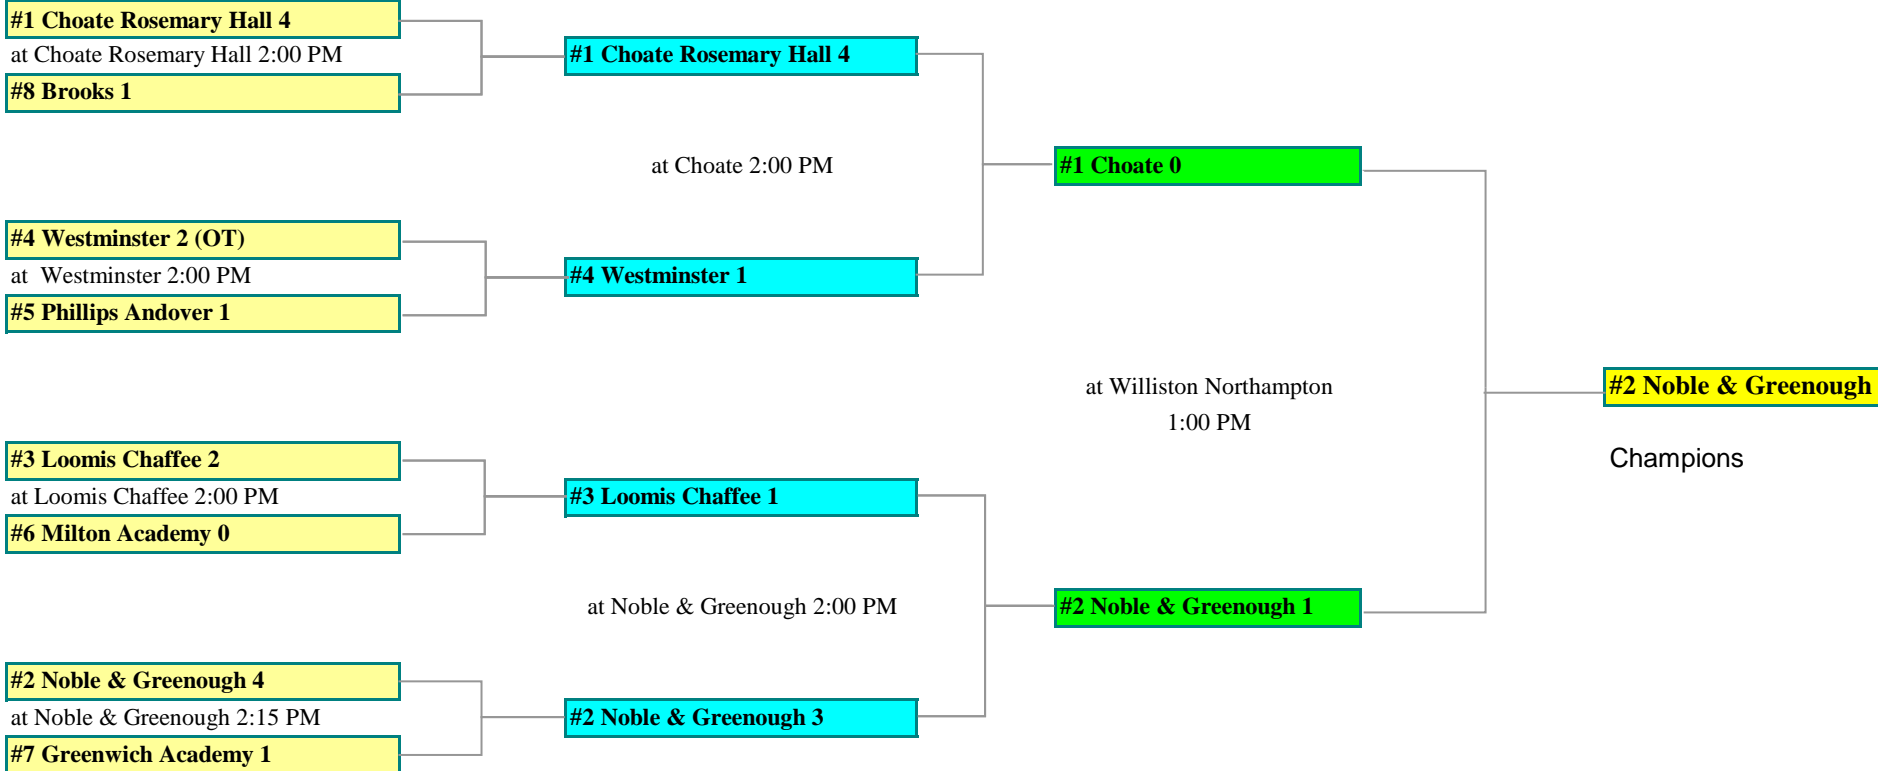 #1 Choate Rosemary Hall 4
at Choate Rosemary Hall 2:00 PM
#8 Brooks 1
#4 Westminster 2 (OT)
at  Westminster 2:00 PM
#5 Phillips Andover 1
#3 Loomis Chaffee 2
at Loomis Chaffee 2:00 PM
#6 Milton Academy 0
#2 Noble & Greenough 4
at Noble & Greenough 2:15 PM
#7 Greenwich Academy 1
#1 Choate Rosemary Hall 4
at Choate 2:00 PM
#4 Westminster 1
#3 Loomis Chaffee 1
at Noble & Greenough 2:00 PM
#2 Noble & Greenough 3
#1 Choate 0
at Williston Northampton
1:00 PM
#2 Noble & Greenough 1
#2 Noble & Greenough
Champions